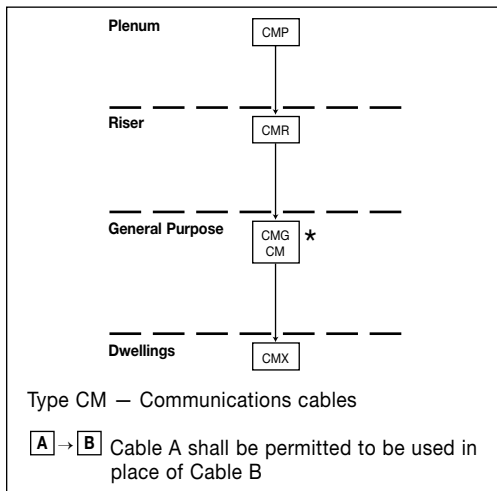 Plenum
CMP
Riser
CMR
General Purpose
CMG *
CM
Dwellings
CMX
Type CM — Communications cables
A → B Cable A shall be permitted to be used in
place of Cable B